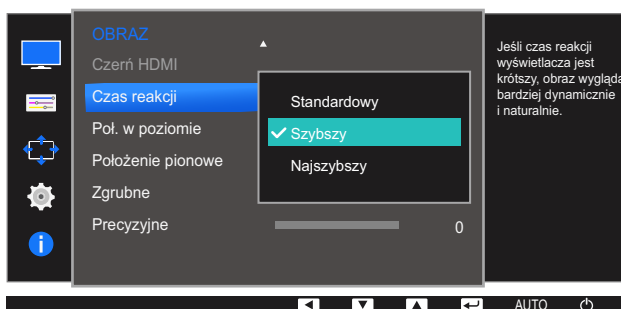 OBRAZ
Czerń HDMI
Czas reakcji
Poł. w poziomie
Położenie pionowe
Zgrubne
Precyzyjne
0
Standardowy
Szybszy
Najszybszy
Jeśli czas reakcji
wyświetlacza jest
krótszy, obraz wygląda
bardziej dynamicznie
i naturalnie.
AUTO